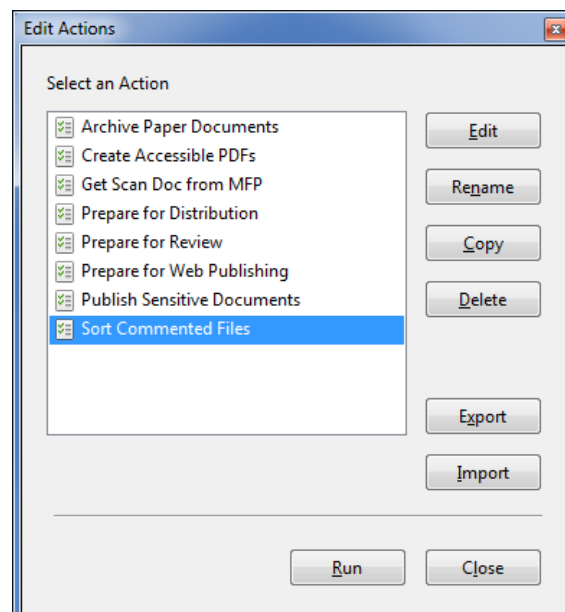 Edit Actions
Select an Action
Archive Paper Documents
Create Accessible PDFs
Get Scan Doc from MFP
Prepare for Distribution
Prepare for Review
Prepare for Web Publishing
Publish Sensitive Documents
Sort Commented Files
Edit
Rename
Copy
Delete
Export
Import
Run
Close